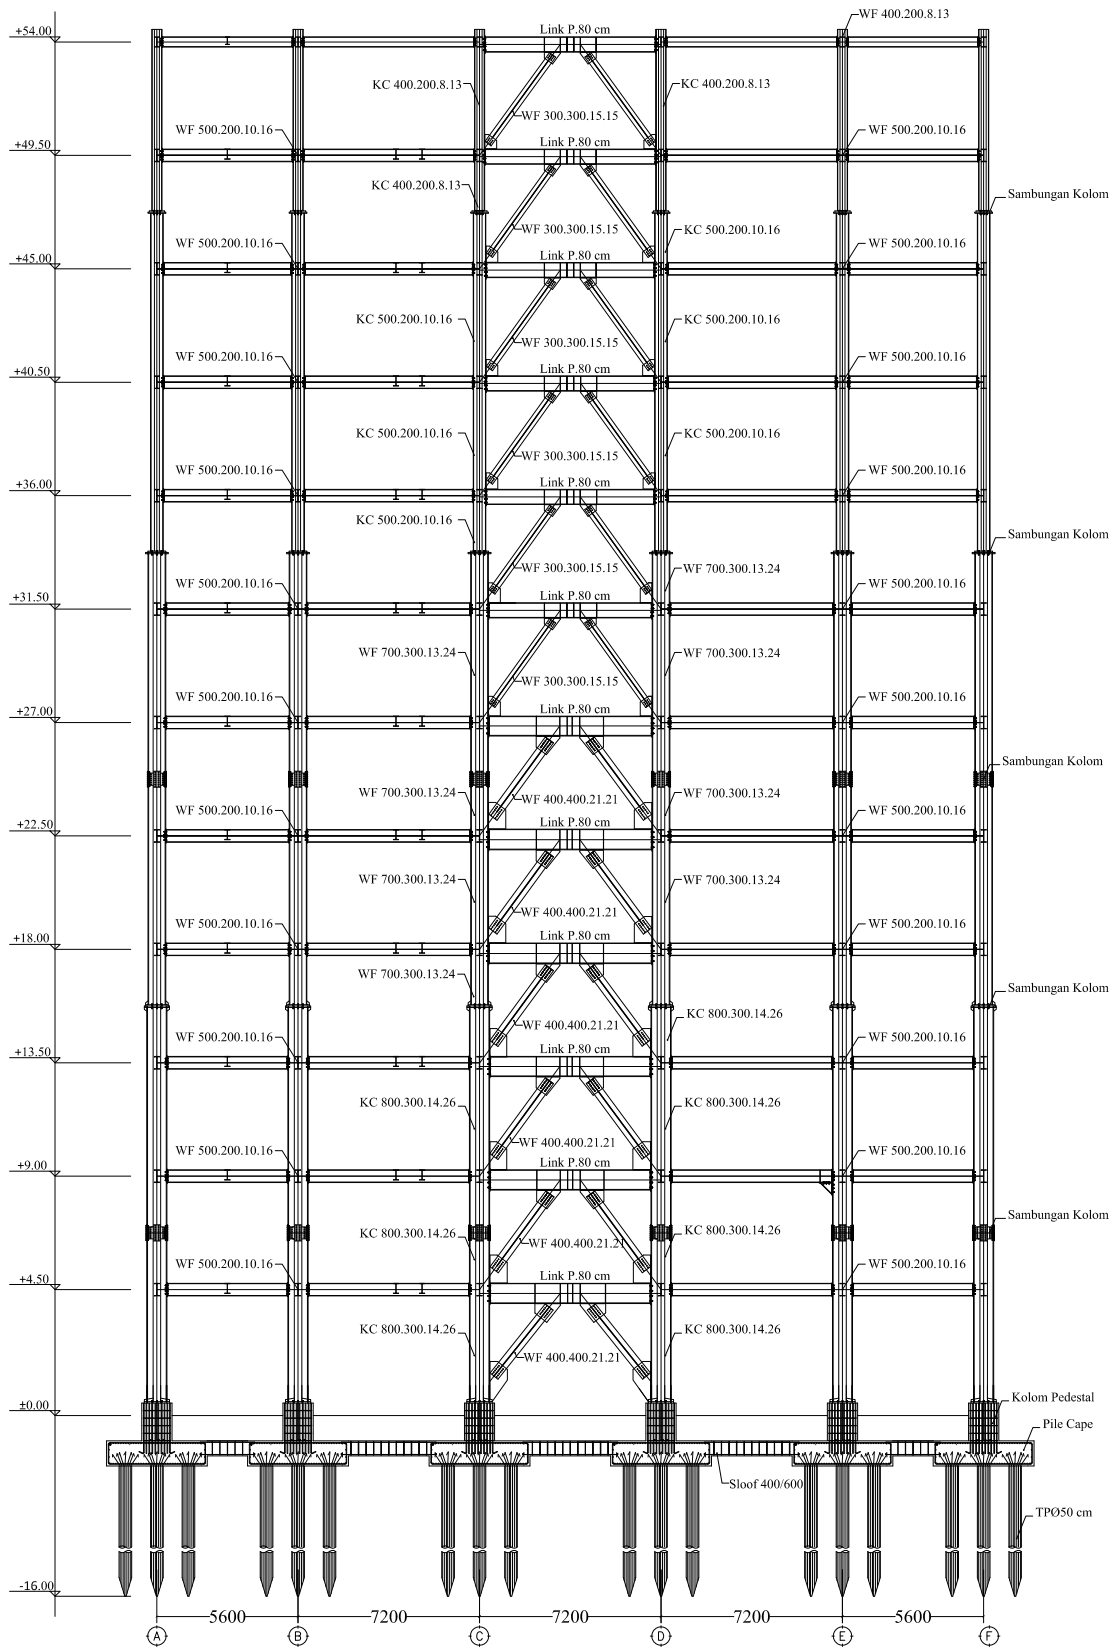 WF 400.200.8.13
+54.00
Link P.80 cm
KC 400.200.8.13
KC 400.200.8.13
WF 300.300.15.15
WF 500.200.10.16
WF 500.200.10.16
+49.50
Link P.80 cm
KC 400.200.8.13
Sambungan Kolom
WF 300.300.15.15
KC 500.200.10.16
WF 500.200.10.16
WF 500.200.10.16
+45.00
Link P.80 cm
KC 500.200.10.16
KC 500.200.10.16
WF 300.300.15.15
WF 500.200.10.16
WF 500.200.10.16
+40.50
Link P.80 cm
KC 500.200.10.16
KC 500.200.10.16
WF 300.300.15.15
WF 500.200.10.16
WF 500.200.10.16
+36.00
Link P.80 cm
KC 500.200.10.16
Sambungan Kolom
WF 300.300.15.15
WF 700.300.13.24
WF 500.200.10.16
WF 500.200.10.16
+31.50
Link P.80 cm
WF 700.300.13.24
WF 700.300.13.24
WF 300.300.15.15
WF 500.200.10.16
WF 500.200.10.16
+27.00
Link P.80 cm
Sambungan Kolom
WF 700.300.13.24
WF 700.300.13.24
WF 400.400.21.21
WF 500.200.10.16
WF 500.200.10.16
+22.50
Link P.80 cm
WF 700.300.13.24
WF 700.300.13.24
WF 400.400.21.21
WF 500.200.10.16
WF 500.200.10.16
+18.00
Link P.80 cm
WF 700.300.13.24
Sambungan Kolom
KC 800.300.14.26
WF 400.400.21.21
WF 500.200.10.16
WF 500.200.10.16
+13.50
Link P.80 cm
KC 800.300.14.26
KC 800.300.14.26
WF 400.400.21.21
WF 500.200.10.16
WF 500.200.10.16
+9.00
Link P.80 cm
Sambungan Kolom
KC 800.300.14.26
KC 800.300.14.26
WF 400.400.21.21
WF 500.200.10.16
WF 500.200.10.16
+4.50
Link P.80 cm
KC 800.300.14.26
KC 800.300.14.26
WF 400.400.21.21
Kolom Pedestal
±0.00
Pile Cape
Sloof 400/600
TPØ50 cm
-16.00
5600 7200 7200 7200 5600
A B C D E F